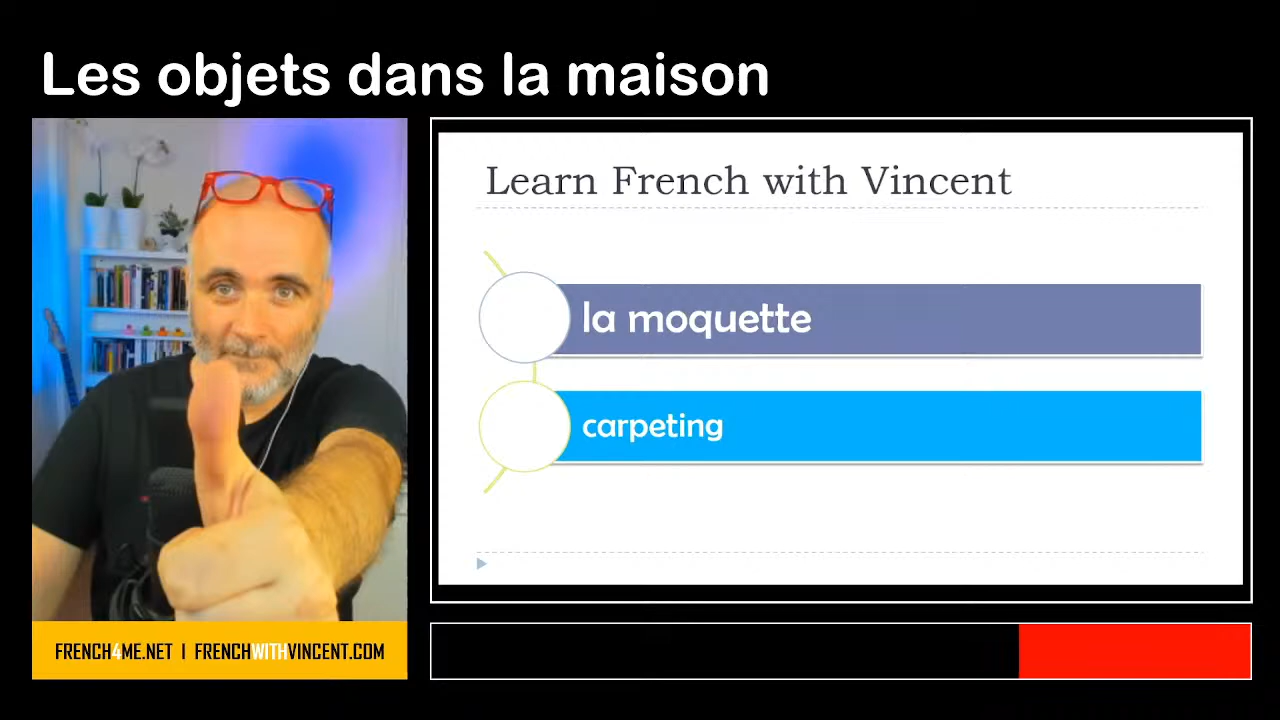 Les objets dans la maison
Learn French with Vincent
la moquette
carpeting
FRENCH4ME.NET I FRENCHWITHVINCENT.COM